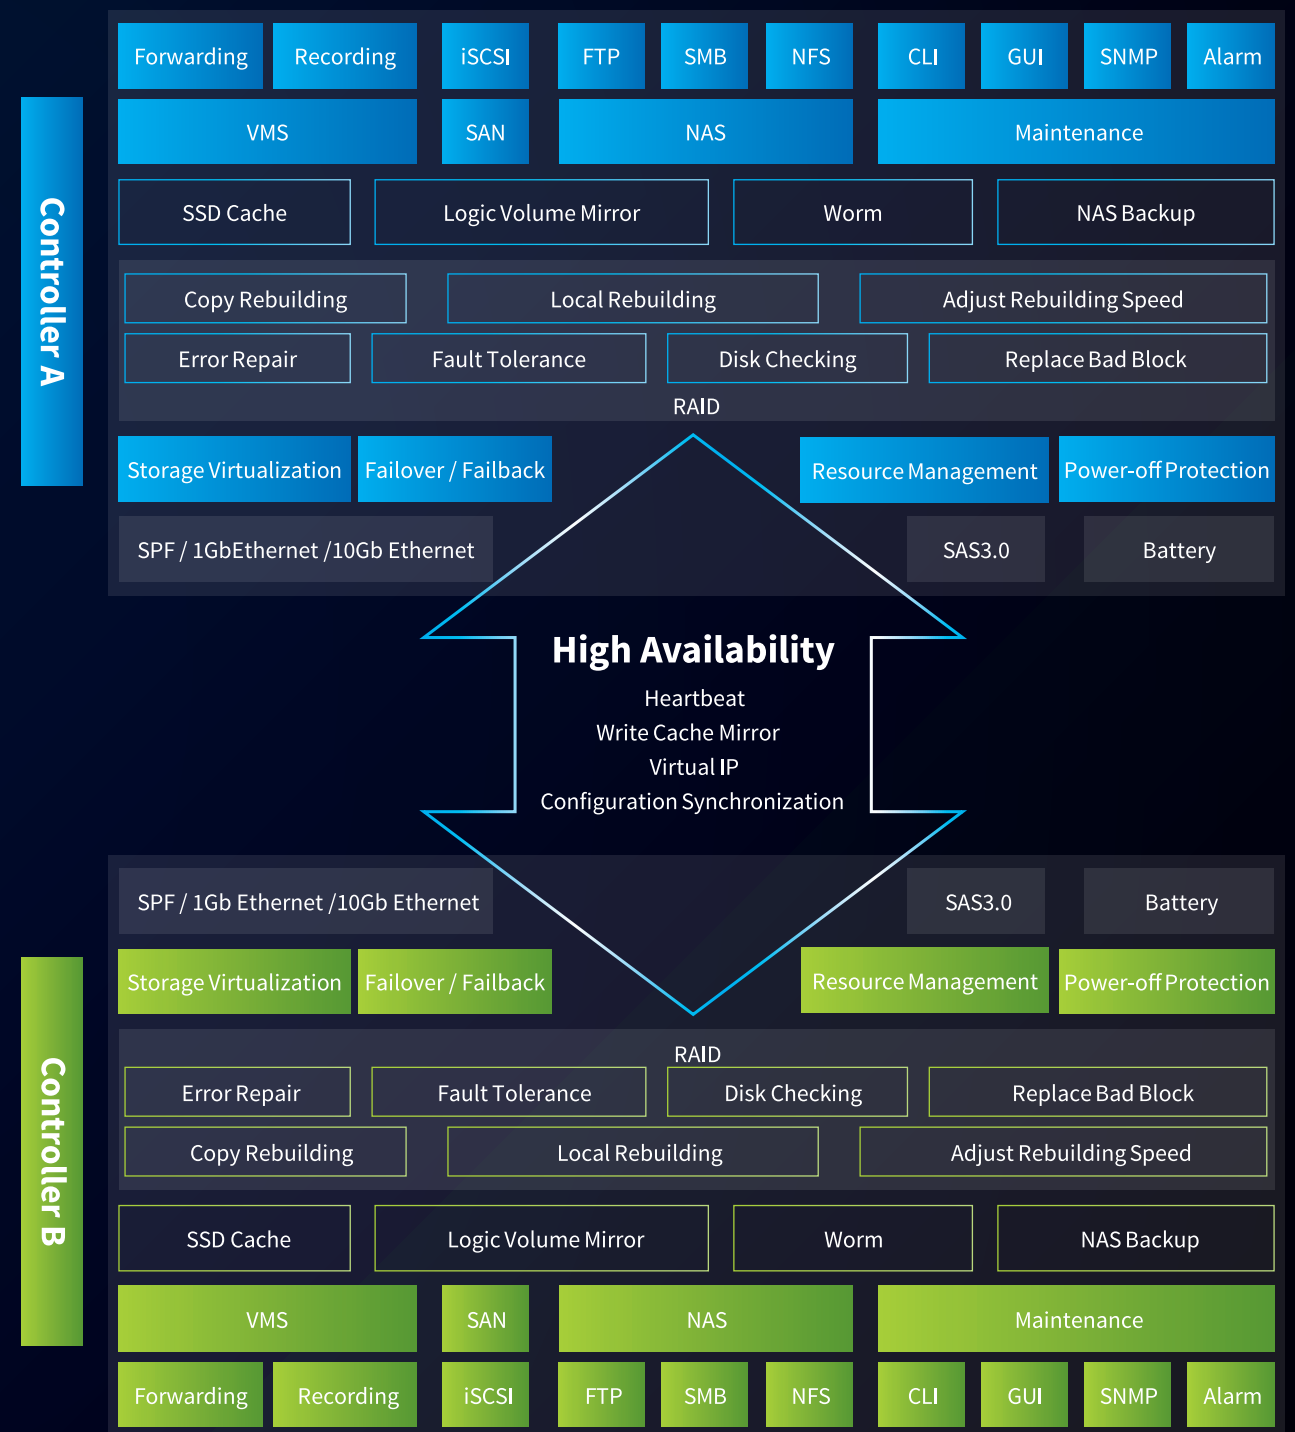 Forwarding Recording iSCSI FTP SMB NFS CLI GUI SNMP Alarm
VMS SAN NAS Maintenance
Controller A
SSD Cache Logic Volume Mirror Worm NAS Backup
Copy Rebuilding Local Rebuilding Adjust Rebuilding Speed
Error Repair Fault Tolerance Disk Checking Replace Bad Block
RAID
Storage Virtualization Failover / Failback Resource Management Power-off Protection
SPF / 1GbEthernet /10Gb Ethernet SAS3.0 Battery
High Availability
Heartbeat
Write Cache Mirror
Virtual IP
Configuration Synchronization
SPF / 1Gb Ethernet /10Gb Ethernet SAS3.0 Battery
Storage Virtualization Failover / Failback Resource Management Power-off Protection
RAID
Error Repair Fault Tolerance Disk Checking Replace Bad Block
Controller B
Copy Rebuilding Local Rebuilding Adjust Rebuilding Speed
SSD Cache Logic Volume Mirror Worm NAS Backup
VMS SAN NAS Maintenance
Forwarding Recording iSCSI FTP SMB NFS CLI GUI SNMP Alarm